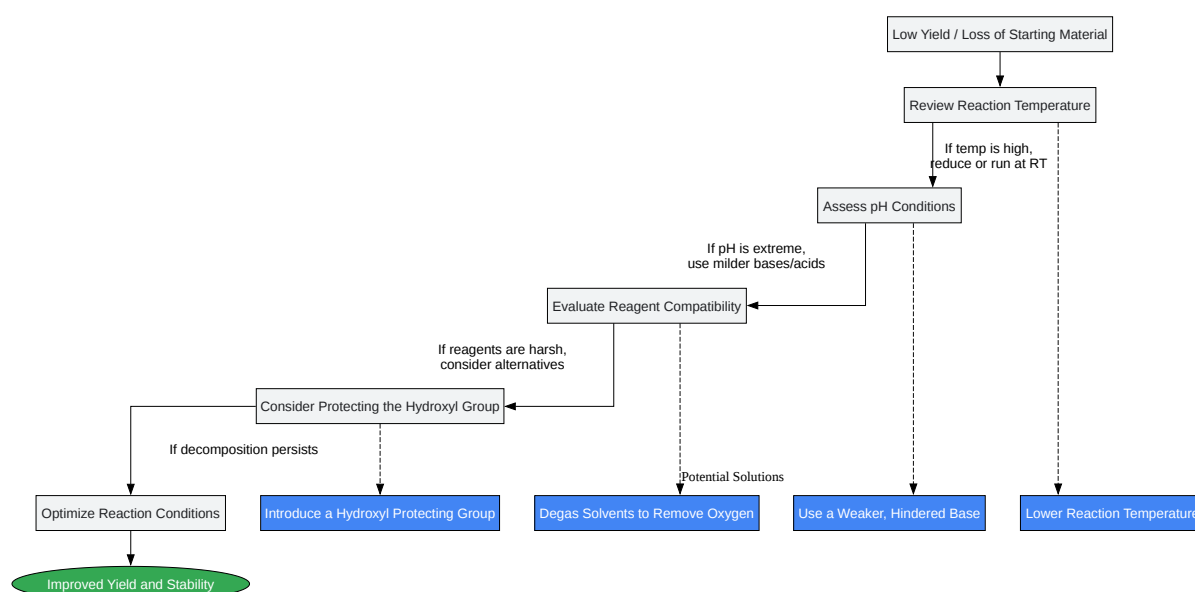 Low Yield / Loss of Starting Material
Review Reaction Temperature
If temp is high,
reduce or run at RT
Assess pH Conditions
If pH is extreme,
use milder bases/acids
Evaluate Reagent Compatibility
If reagents are harsh,
consider alternatives
Consider Protecting the Hydroxyl Group
If decomposition persists
Potential Solutions
Optimize Reaction Conditions
Introduce a Hydroxyl Protecting Group
Degas Solvents to Remove Oxygen
Use a Weaker, Hindered Base
Lower Reaction Temperature
Improved Yield and Stability